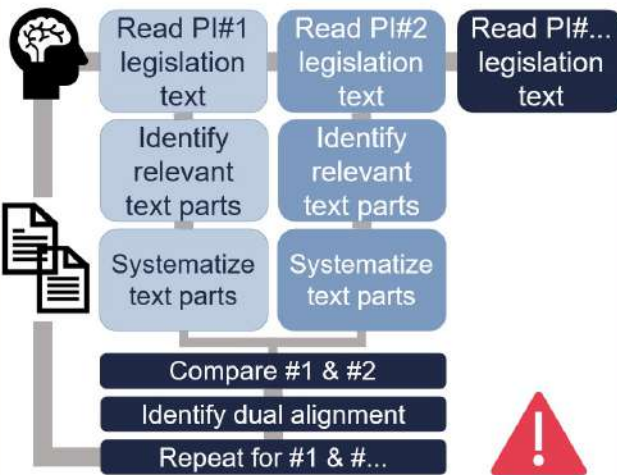 Read PI#1
legislation
text
Read PI#2
legislation
text
Read PI#...
legislation
text
Identify
relevant
text parts
Identify
relevant
text parts
Systematize
text parts
Systematize
text parts
Compare #1 & #2
Identify dual alignment
Repeat for #1 & #...